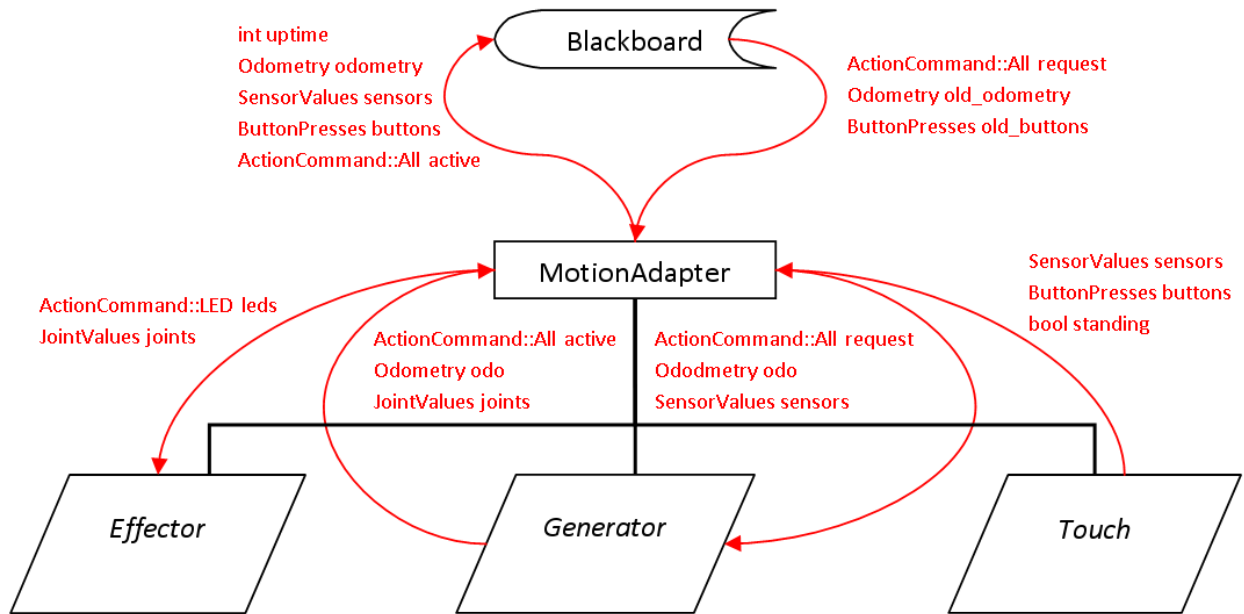 Blackboard
int uptime
Odometry odometry
SensorValues sensors
ButtonPresses buttons
ActionCommand::All active
ActionCommand::All request
Odometry old_odometry
ButtonPresses old_buttons
MotionAdapter
ActionCommand::LED leds
JointValues joints
ActionCommand::All active
Odometry odo
JointValues joints
ActionCommand::All request
Ododmetry odo
SensorValues sensors
SensorValues sensors
ButtonPresses buttons
bool standing
Effector
Generator
Touch